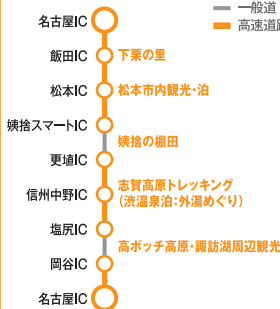 一般道
高速道路
名古屋IC
飯田IC
下栗の里
松本IC
松本市内観光・泊
姨捨スマートIC
姨捨の棚田
更埴IC
信州中野IC
志賀高原トレッキング
(渋温泉泊:外湯めぐり)
塩尻IC
高ボッチ高原・諏訪湖周辺観光
岡谷IC
名古屋IC